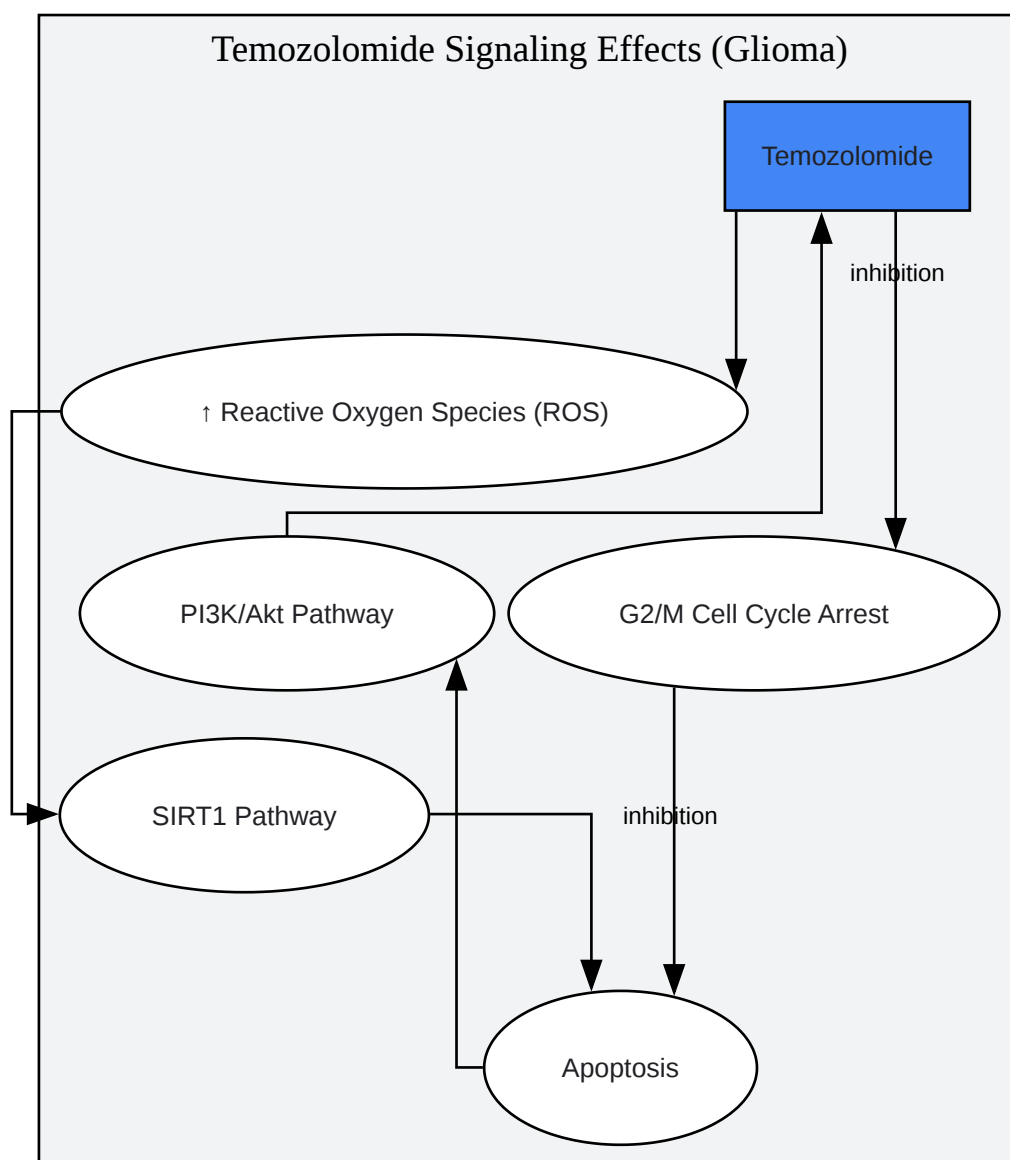 Temozolomide Signaling Effects (Glioma)
Temozolomide
inhibition
↑ Reactive Oxygen Species (ROS)
PI3K/Akt Pathway
G2/M Cell Cycle Arrest
SIRT1 Pathway
inhibition
Apoptosis